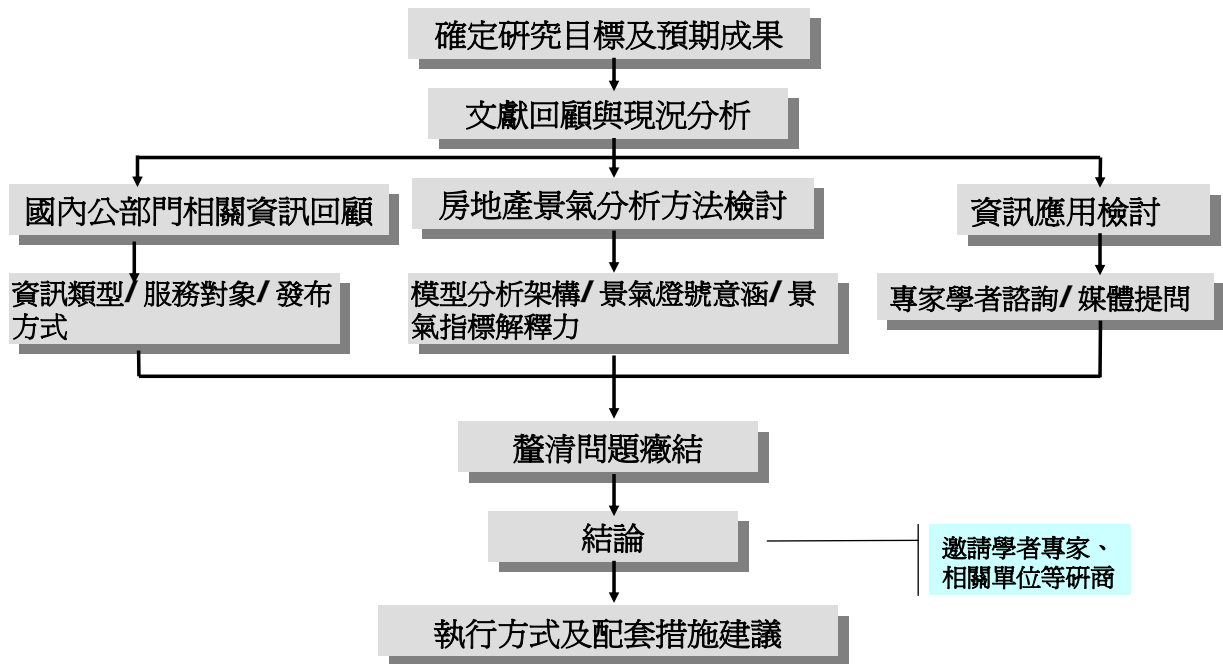 確定研究目標及預期成果
文獻回顧與現況分析
國內公部門相關資訊回顧
房地產景氣分析方法檢討
資訊應用檢討
資訊類型/ 服務對象/ 發布
方式
模型分析架構/ 景氣燈號意涵/ 景
氣指標解釋力
專家學者諮詢/ 媒體提問
釐清問題癥結
結論
邀請學者專家、
相關單位等研商
執行方式及配套措施建議